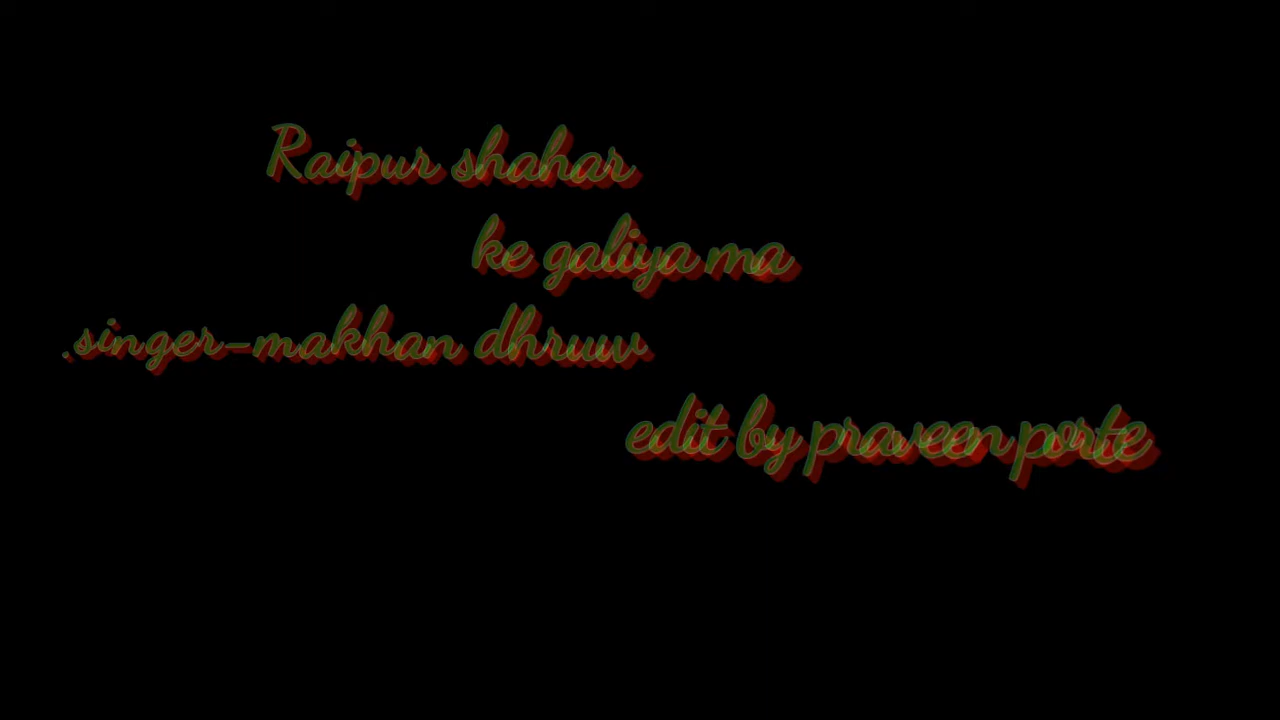 Raipur shahar
ke galiya ma
.singer-makhan dhruw
edit by praveen porte